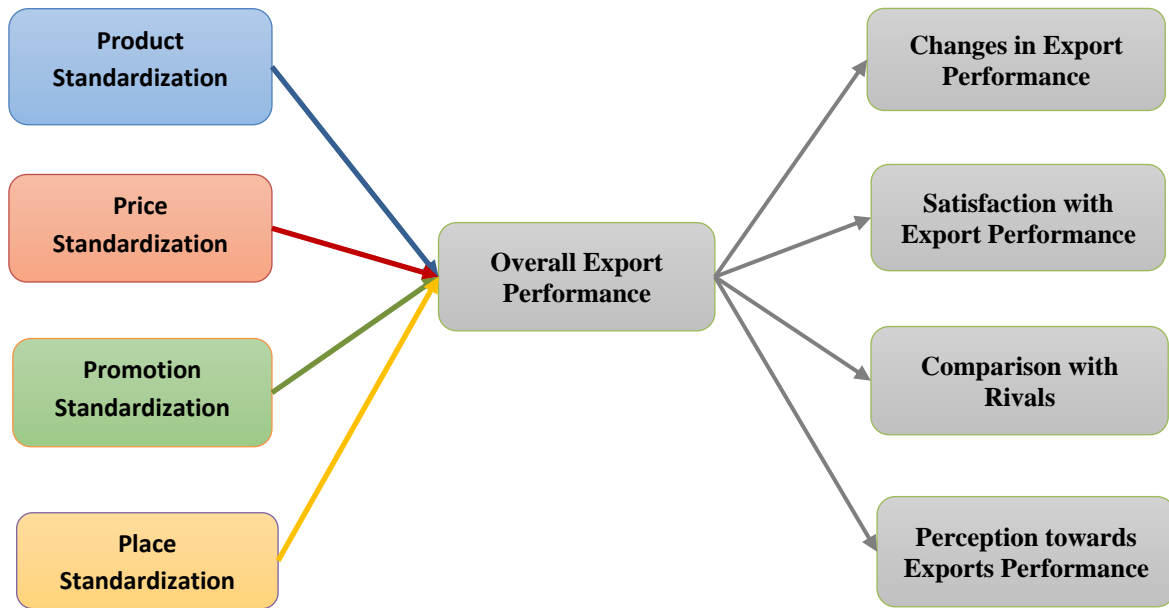 Product
Standardization
Price
Standardization
Promotion
Standardization
Place
Standardization
Overall Export
Performance
Changes in Export
Performance
Satisfaction with
Export Performance
Comparison with
Rivals
Perception towards
Exports Performance